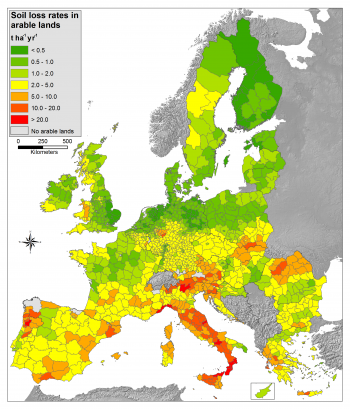 Soil loss rates in
arable lands
t ha⁻¹ yr⁻¹
< 0.5
0.5 - 1.0
1.0 - 2.0
2.0 - 5.0
5.0 - 10.0
10.0 - 20.0
> 20.0
No arable lands
0 250 500
Kilometers